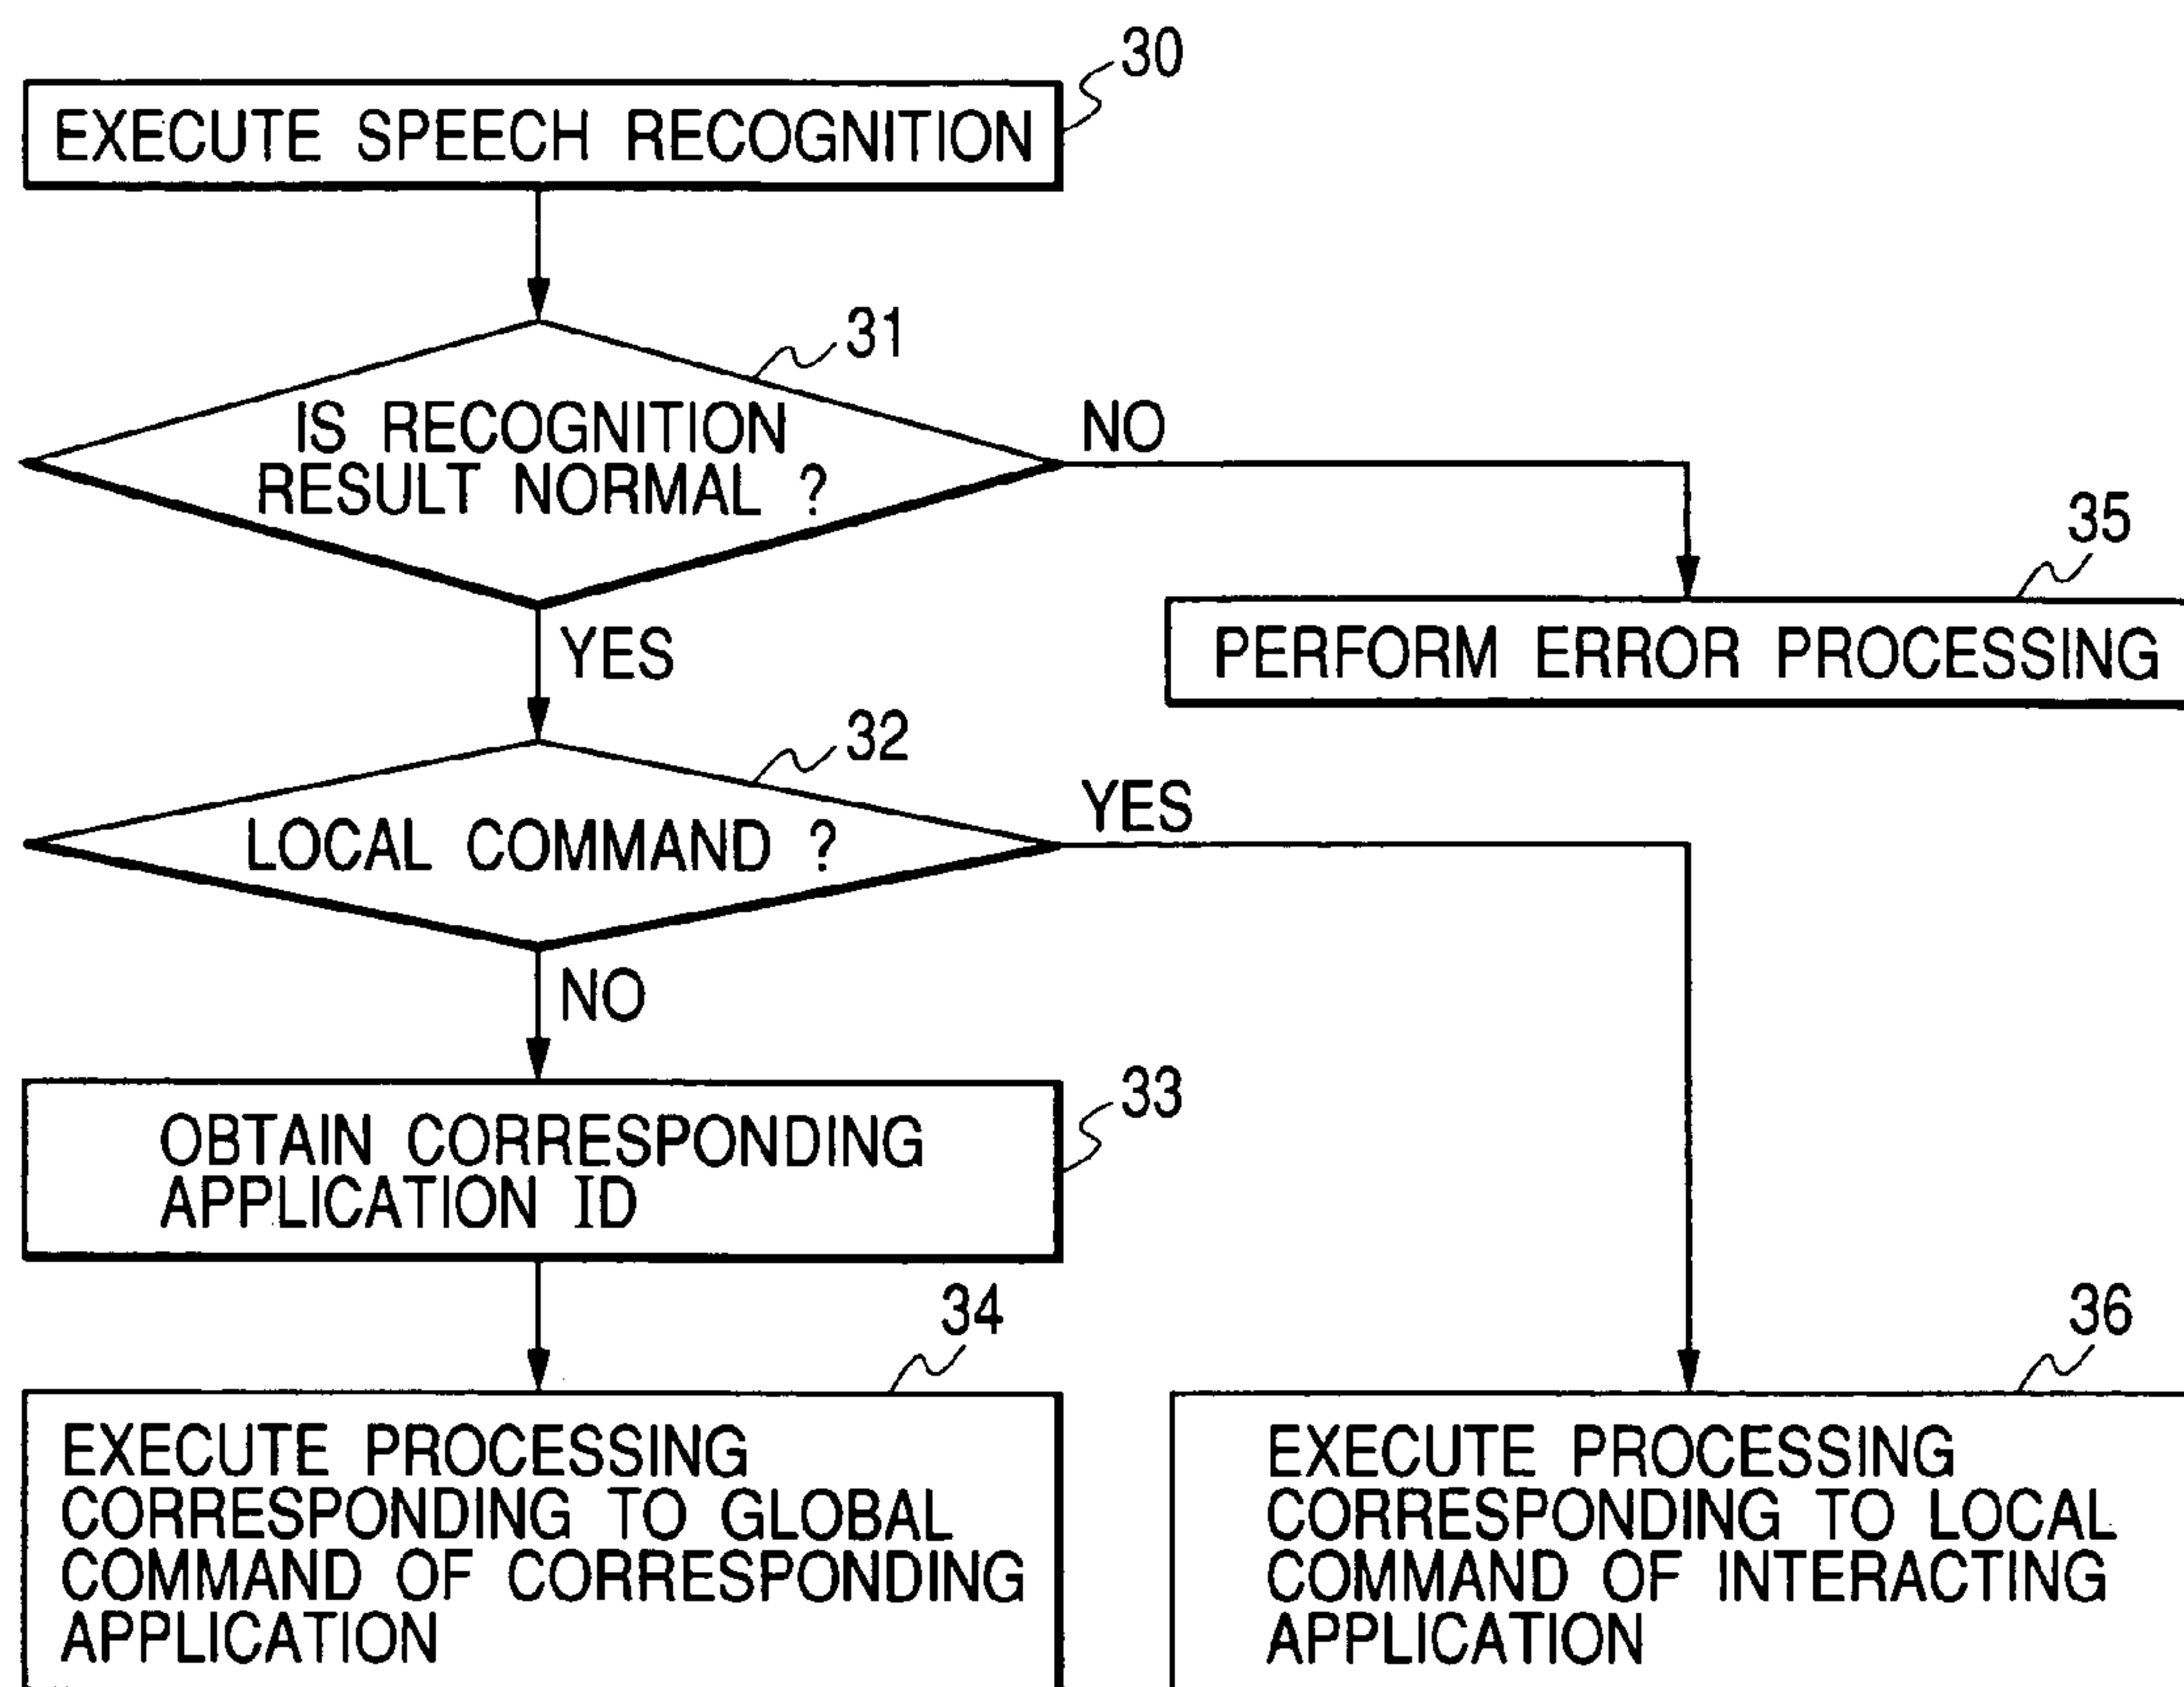 30
EXECUTE SPEECH RECOGNITION
31
IS RECOGNITION
RESULT NORMAL ?
NO
35
PERFORM ERROR PROCESSING
YES
32
LOCAL COMMAND ?
YES
NO
33
OBTAIN CORRESPONDING
APPLICATION ID
34
EXECUTE PROCESSING
CORRESPONDING TO GLOBAL
COMMAND OF CORRESPONDING
APPLICATION
36
EXECUTE PROCESSING
CORRESPONDING TO LOCAL
COMMAND OF INTERACTING
APPLICATION